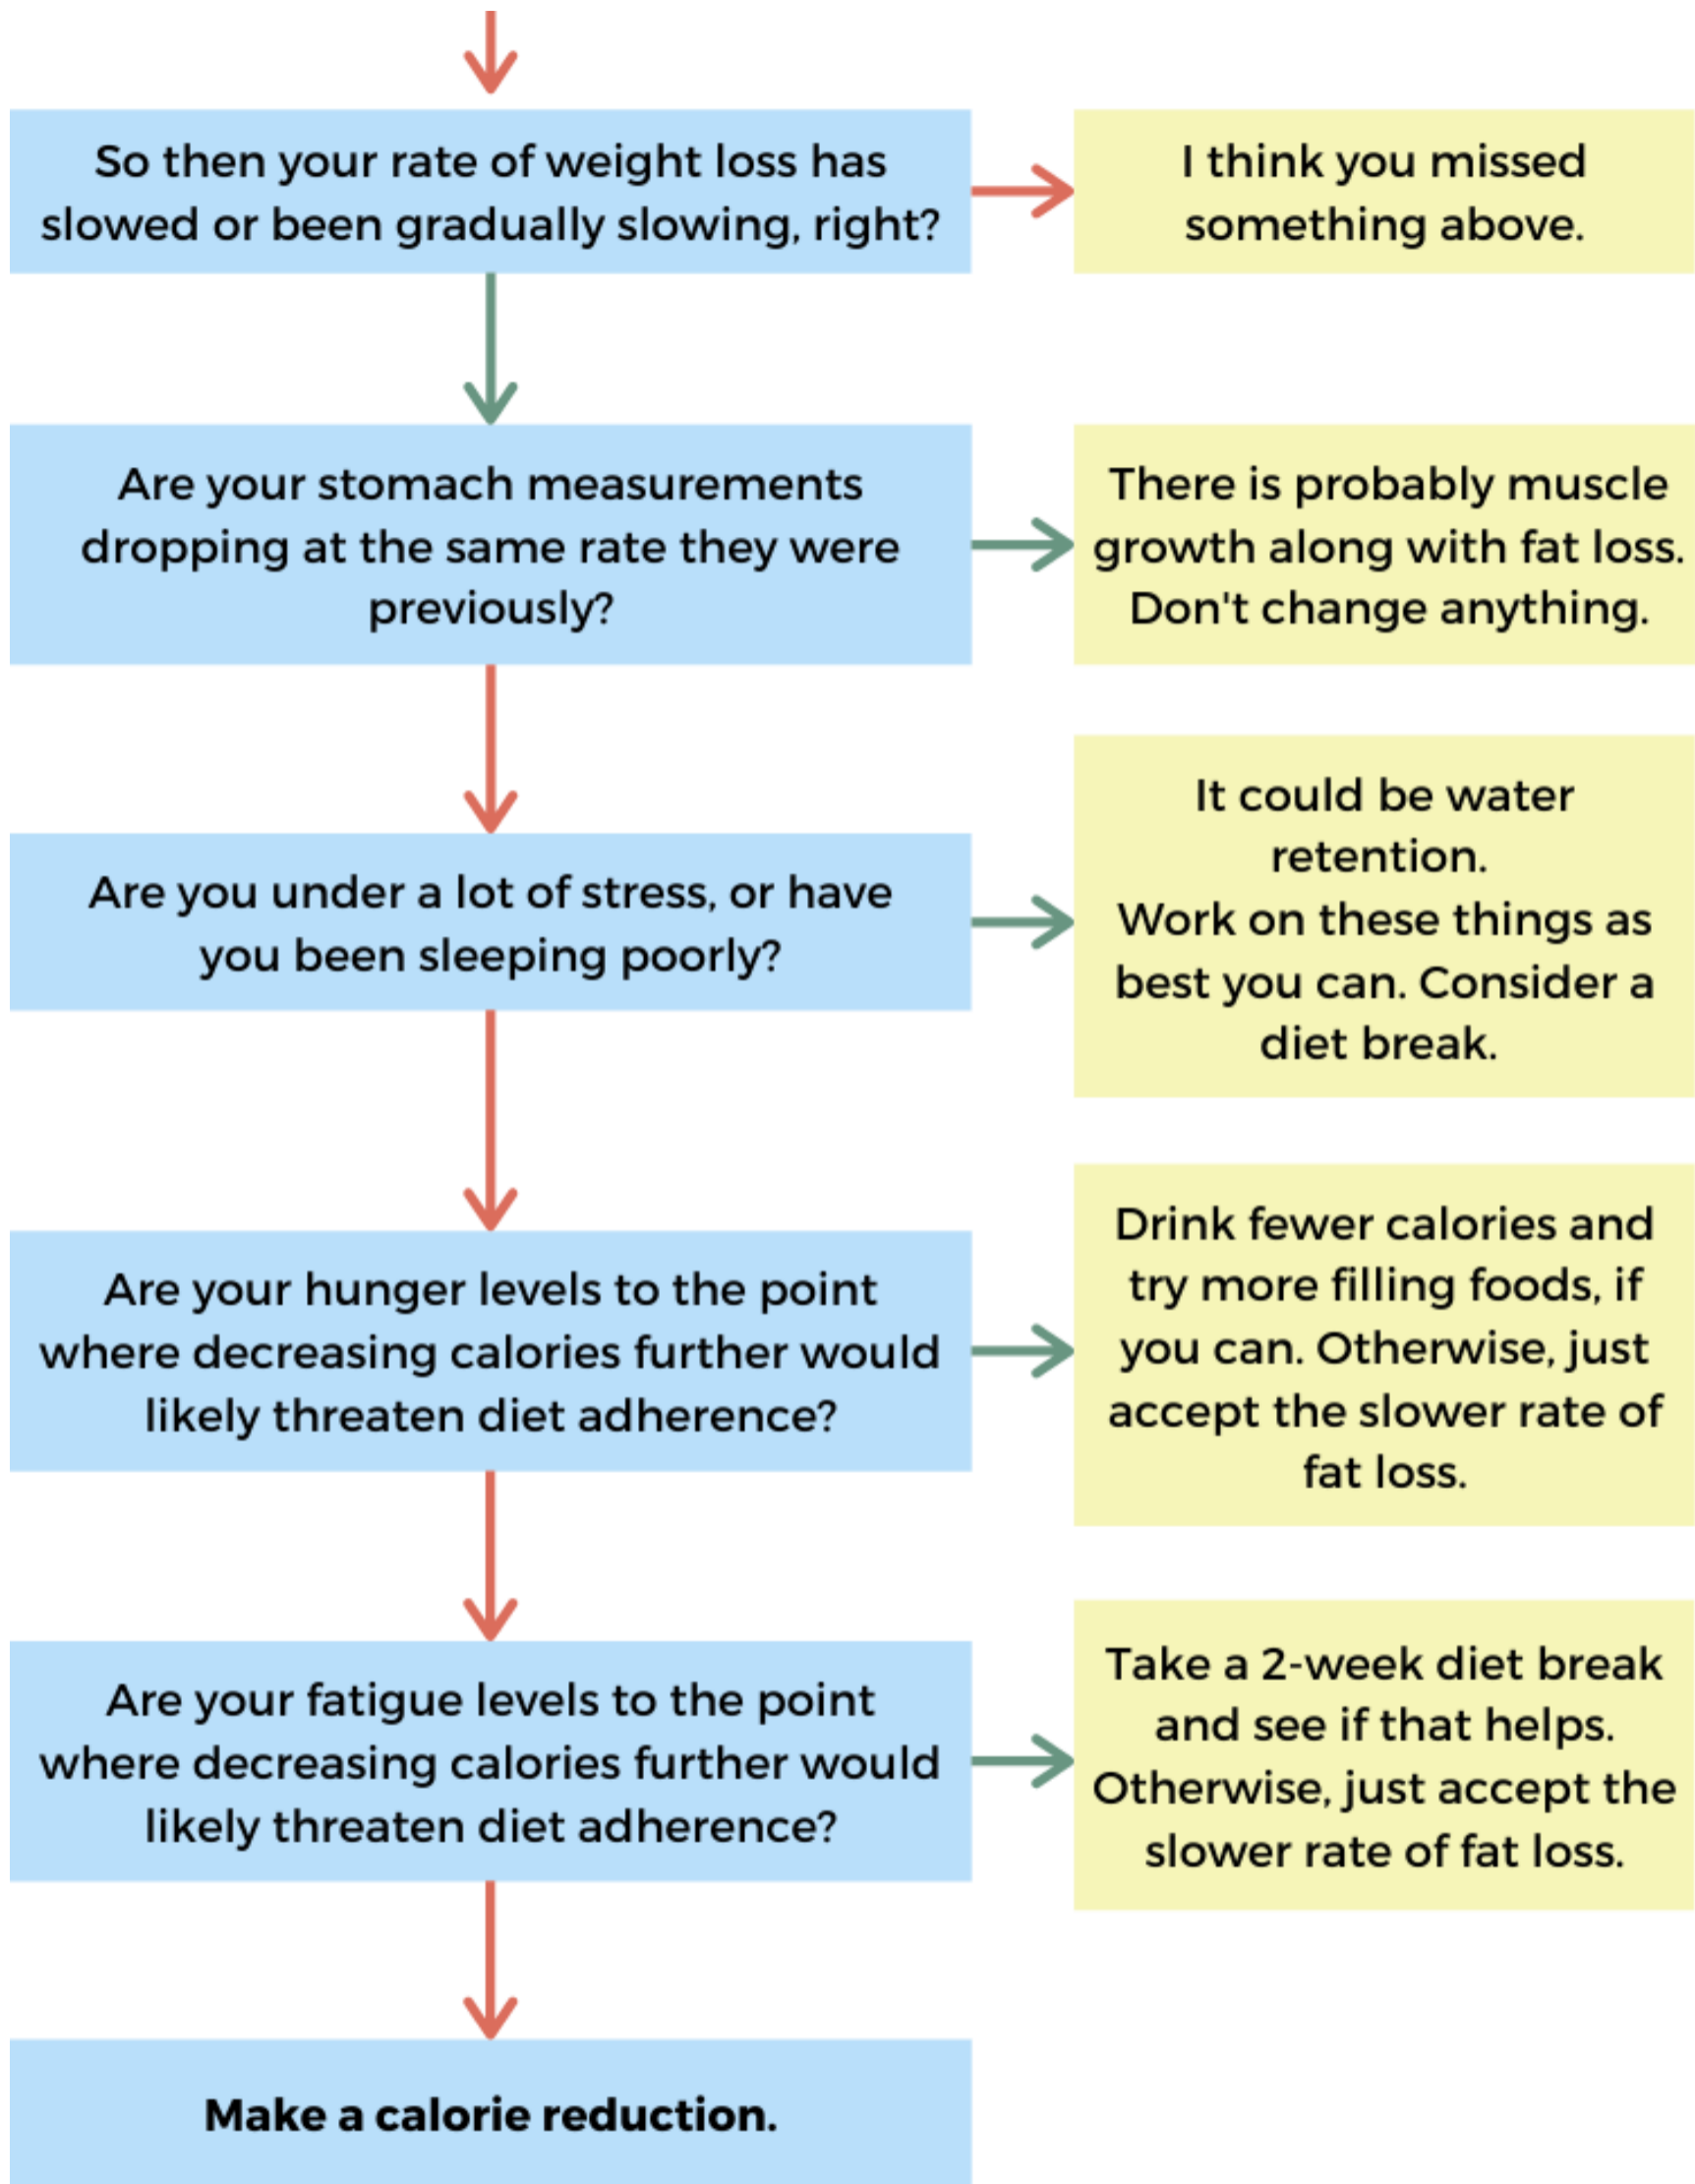 So then your rate of weight loss has
slowed or been gradually slowing, right?
I think you missed
something above.
Are your stomach measurements
dropping at the same rate they were
previously?
There is probably muscle
growth along with fat loss.
Don't change anything.
Are you under a lot of stress, or have
you been sleeping poorly?
It could be water
retention.
Work on these things as
best you can. Consider a
diet break.
Are your hunger levels to the point
where decreasing calories further would
likely threaten diet adherence?
Drink fewer calories and
try more filling foods, if
you can. Otherwise, just
accept the slower rate of
fat loss.
Are your fatigue levels to the point
where decreasing calories further would
likely threaten diet adherence?
Take a 2-week diet break
and see if that helps.
Otherwise, just accept the
slower rate of fat loss.
Make a calorie reduction.